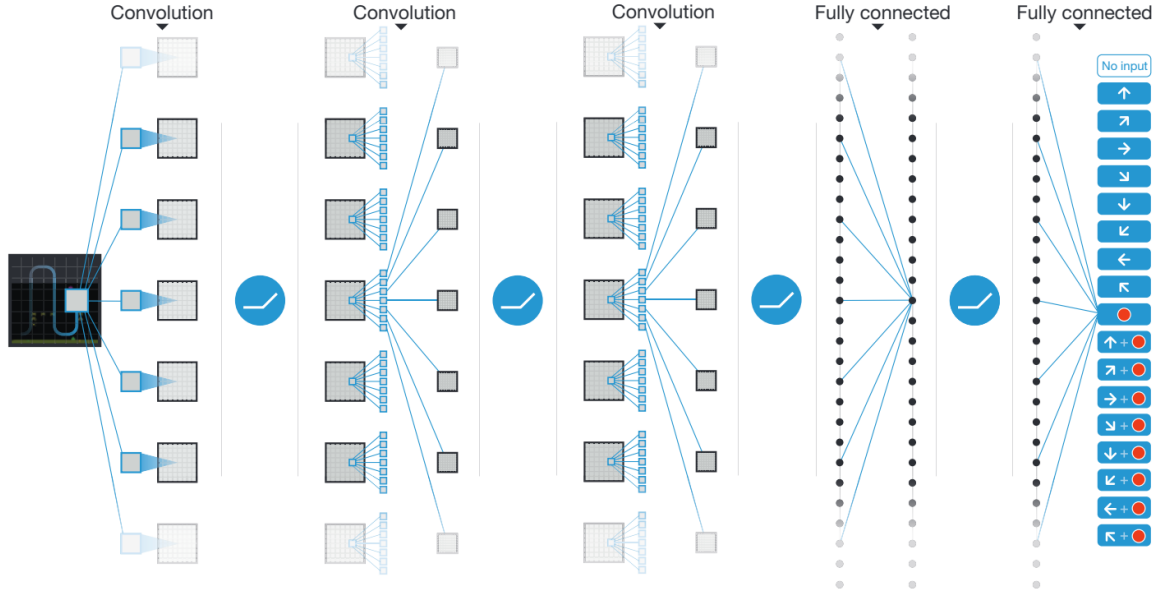 Convolution
Convolution
Convolution
Fully connected
Fully connected
No input
+
+
+
+
+
+
+
+